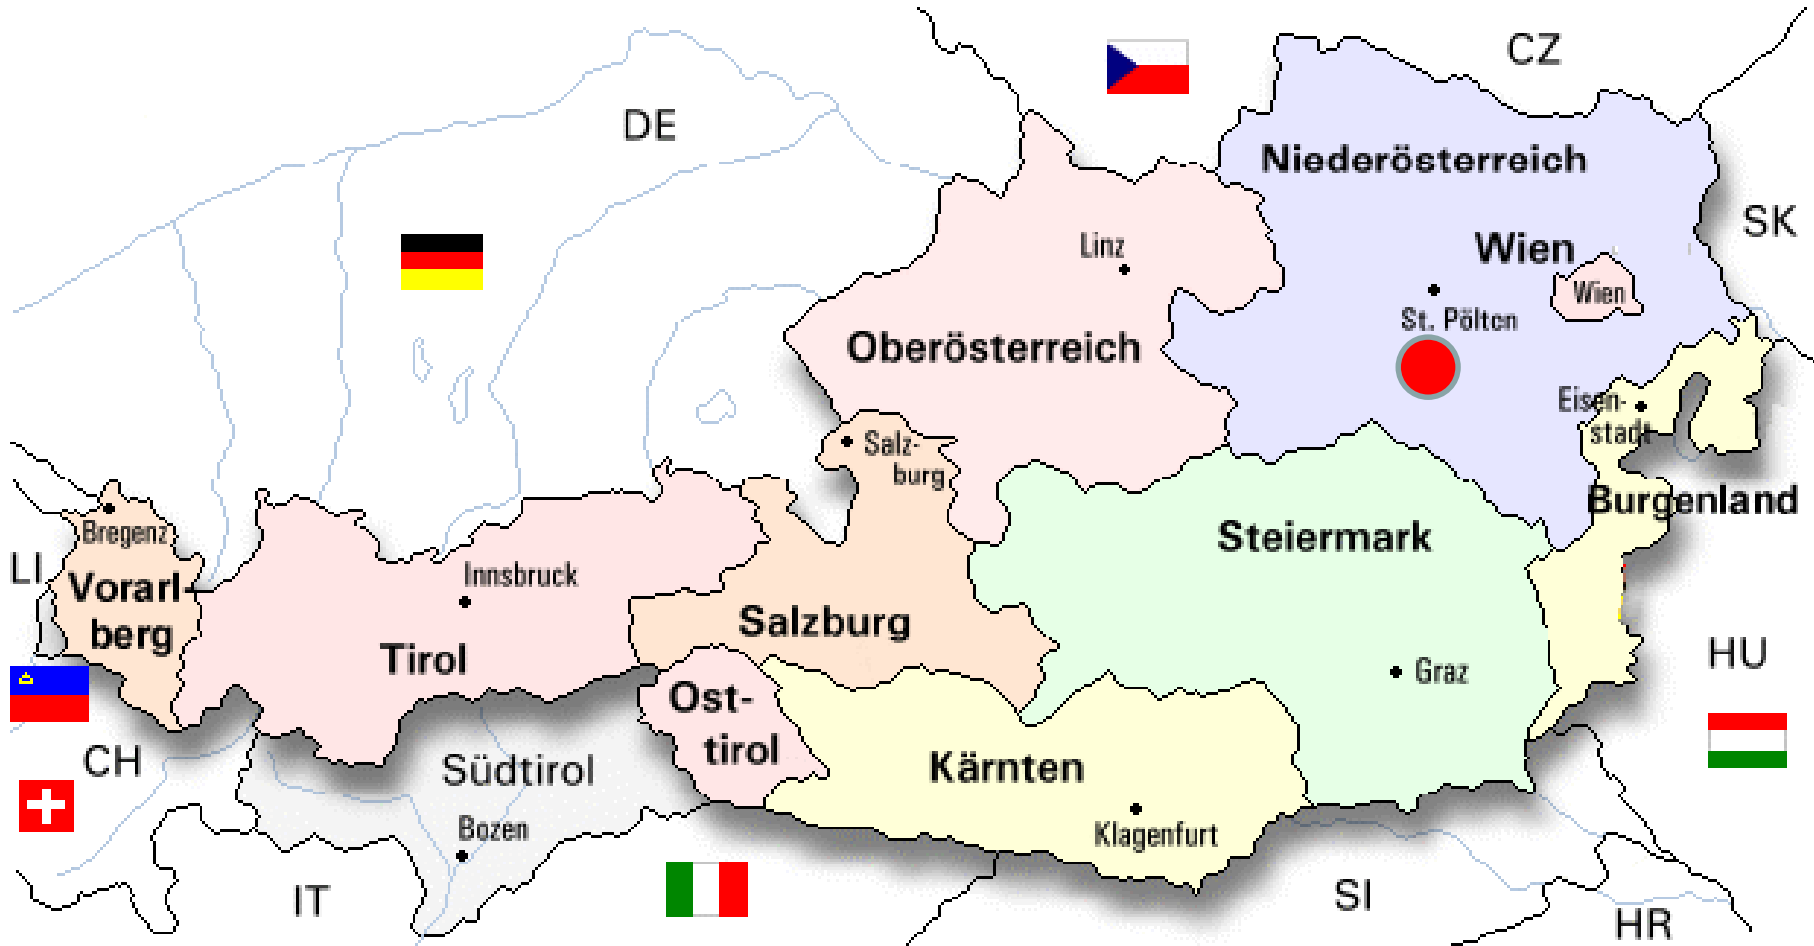 CZ
DE
Niederösterreich
SK
Linz
Wien
Wien
St. Pölten
Oberösterreich
Eisen-
stadt
Salz-
burg
Burgenland
Bregenz
Steiermark
LI
Innsbruck
Vorarl-
berg
Salzburg
Tirol
HU
Graz
Ost-
tirol
CH
Südtirol
Kärnten
Bozen
Klagenfurt
IT
SI
HR